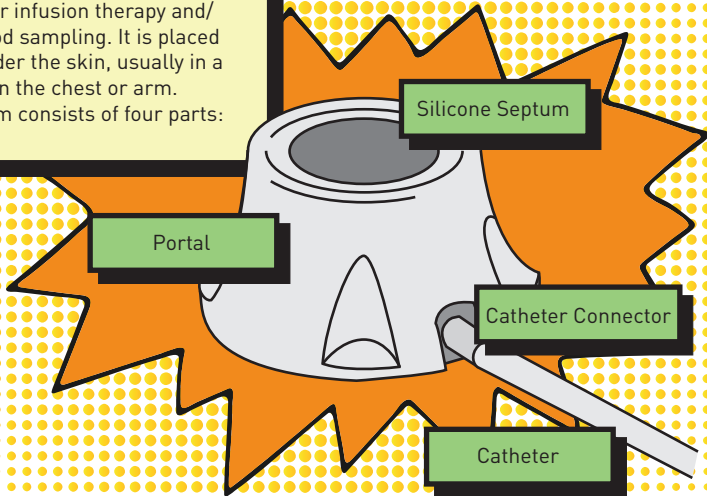 r infusion therapy and/
od sampling. It is placed
der the skin, usually in a
n the chest or arm.
m consists of four parts:
Silicone Septum
Portal
Catheter Connector
Catheter